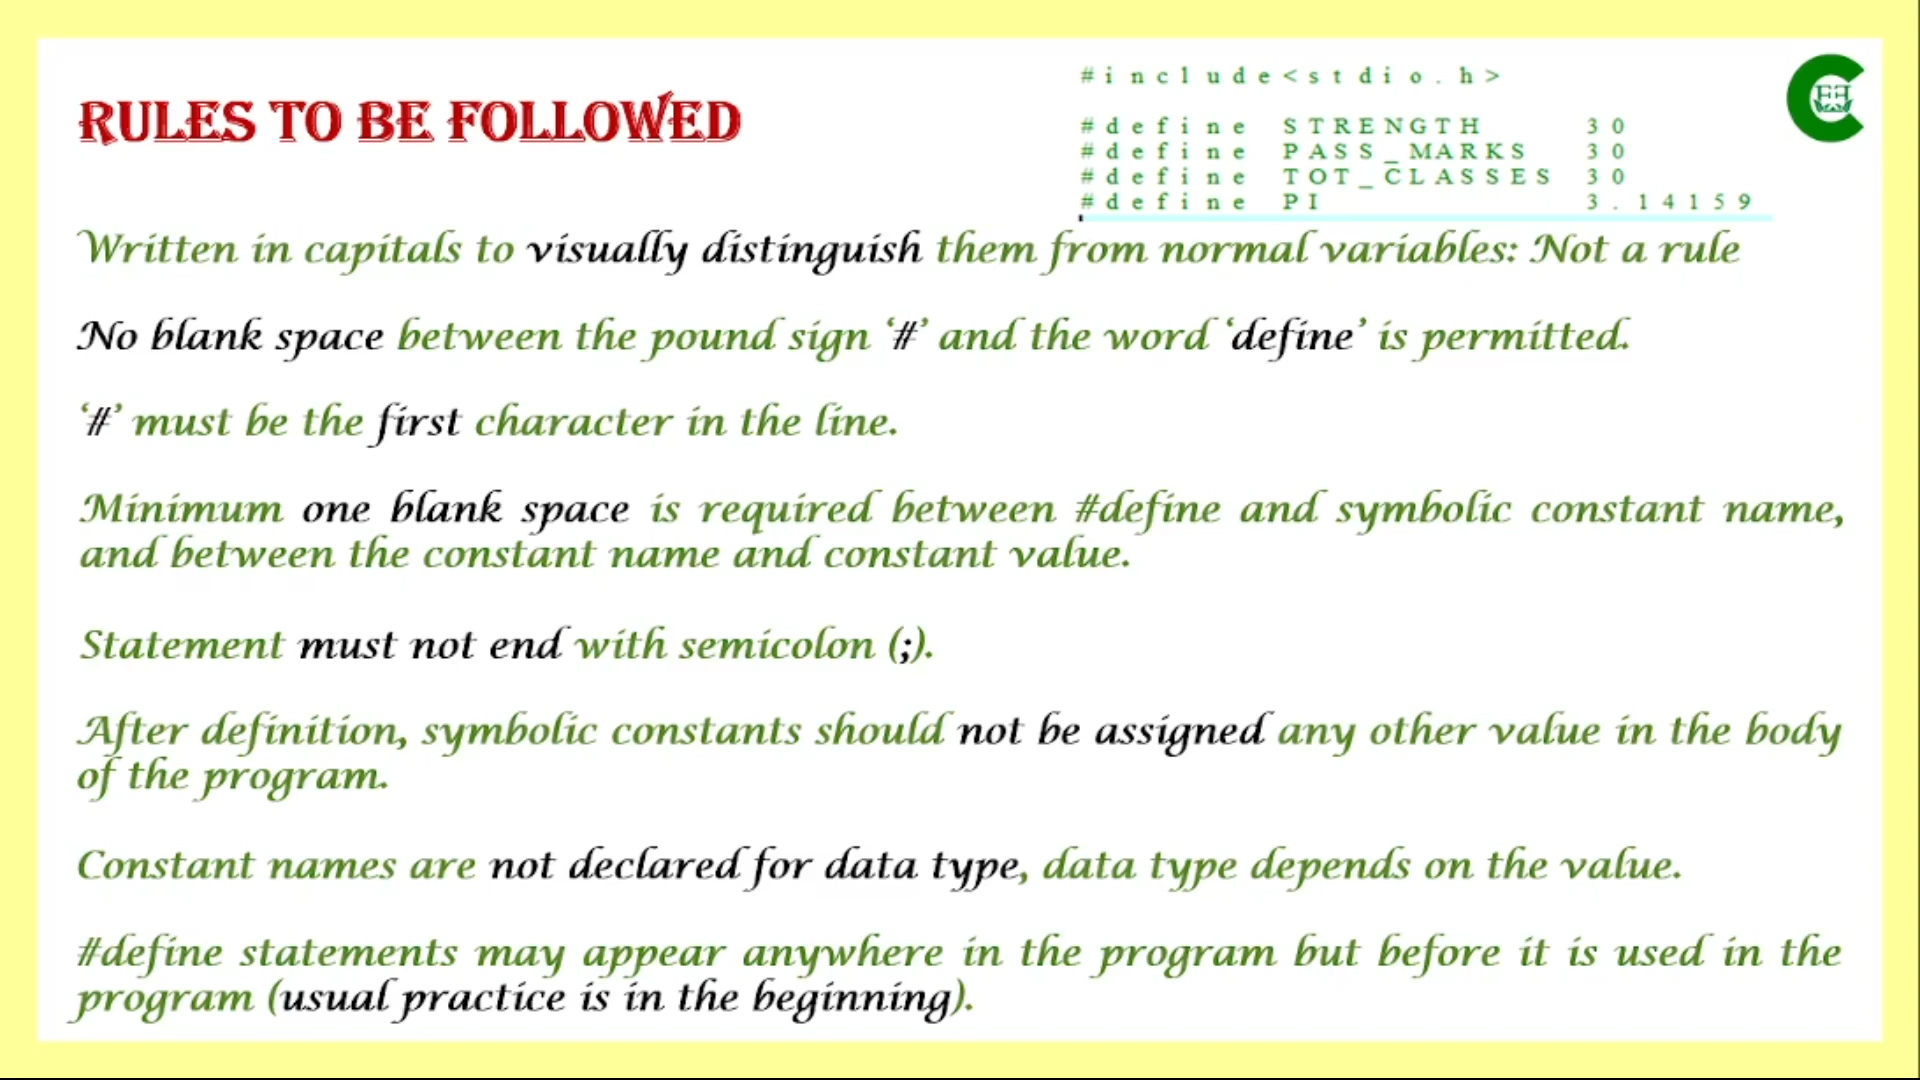 RULES TO BE FOLLOWED
#include<stdio.h>
#define STRENGTH 30
#define PASS_MARKS 30
#define TOT_CLASSES 30
#define PI 3.14159
Written in capitals to visually distinguish them from normal variables: Not a rule
No blank space between the pound sign ‘#’ and the word ‘define’ is permitted.
‘#’ must be the first character in the line.
Minimum one blank space is required between #define and symbolic constant name,
and between the constant name and constant value.
Statement must not end with semicolon (;).
After definition, symbolic constants should not be assigned any other value in the body
of the program.
Constant names are not declared for data type, data type depends on the value.
#define statements may appear anywhere in the program but before it is used in the
program (usual practice is in the beginning).